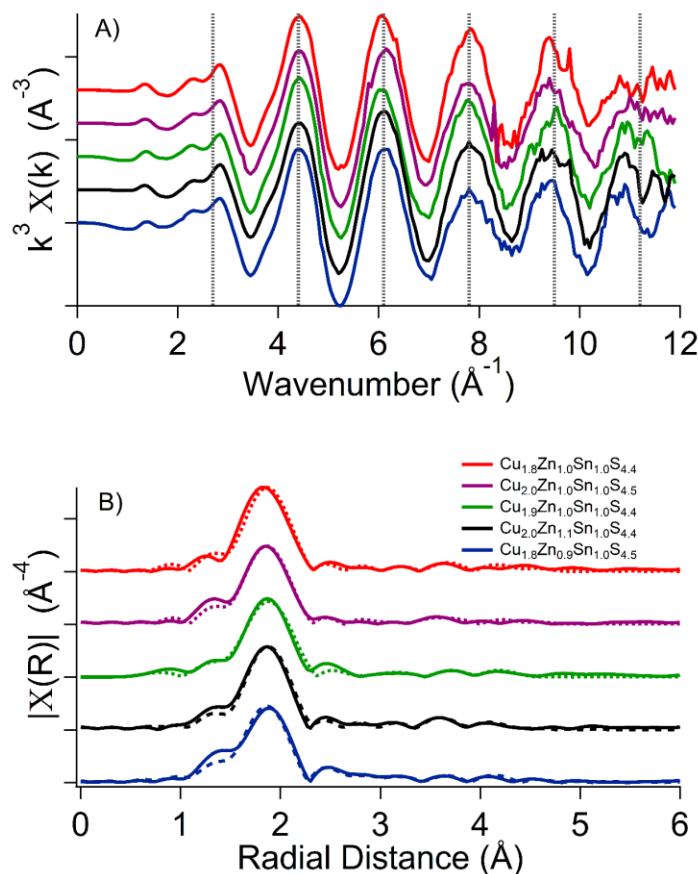 A)
k³ X(k) (A⁻³)
0 2 4 6 8 10 12
Wavenumber (Å⁻¹)
B)
Cu₁.₈Zn₁.₀Sn₁.₀S₄.₄
Cu₂.₀Zn₁.₀Sn₁.₀S₄.₅
Cu₁.₉Zn₁.₀Sn₁.₀S₄.₄
Cu₂.₀Zn₁.₁Sn₁.₀S₄.₄
Cu₁.₈Zn₀.₉Sn₁.₀S₄.₅
|X(R)| (Å⁻⁴)
0 1 2 3 4 5 6
Radial Distance (Å)